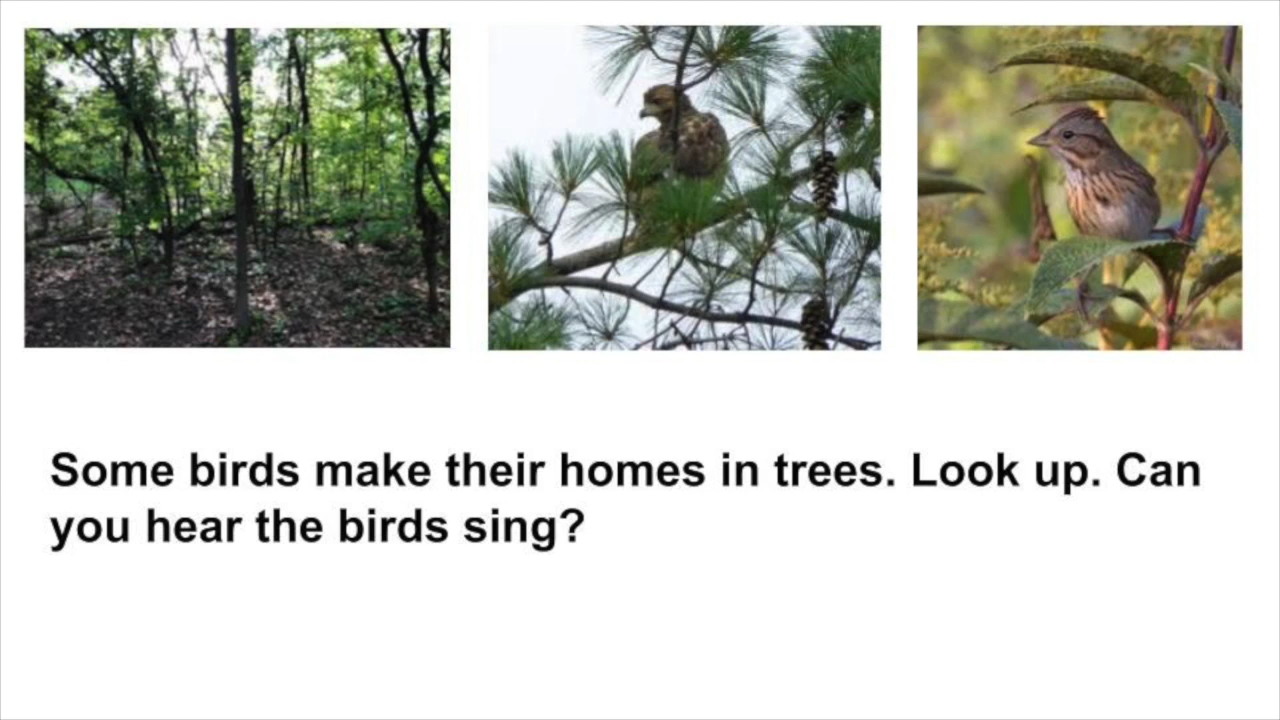 Some birds make their homes in trees. Look up. Can
you hear the birds sing?